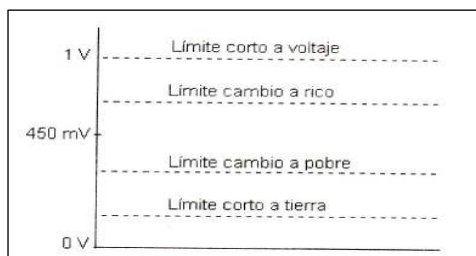 Límite corto a voltaje
1 V
Límite cambio a rico
450 mV
Límite cambio a pobre
Límite corto a tierra
0 V